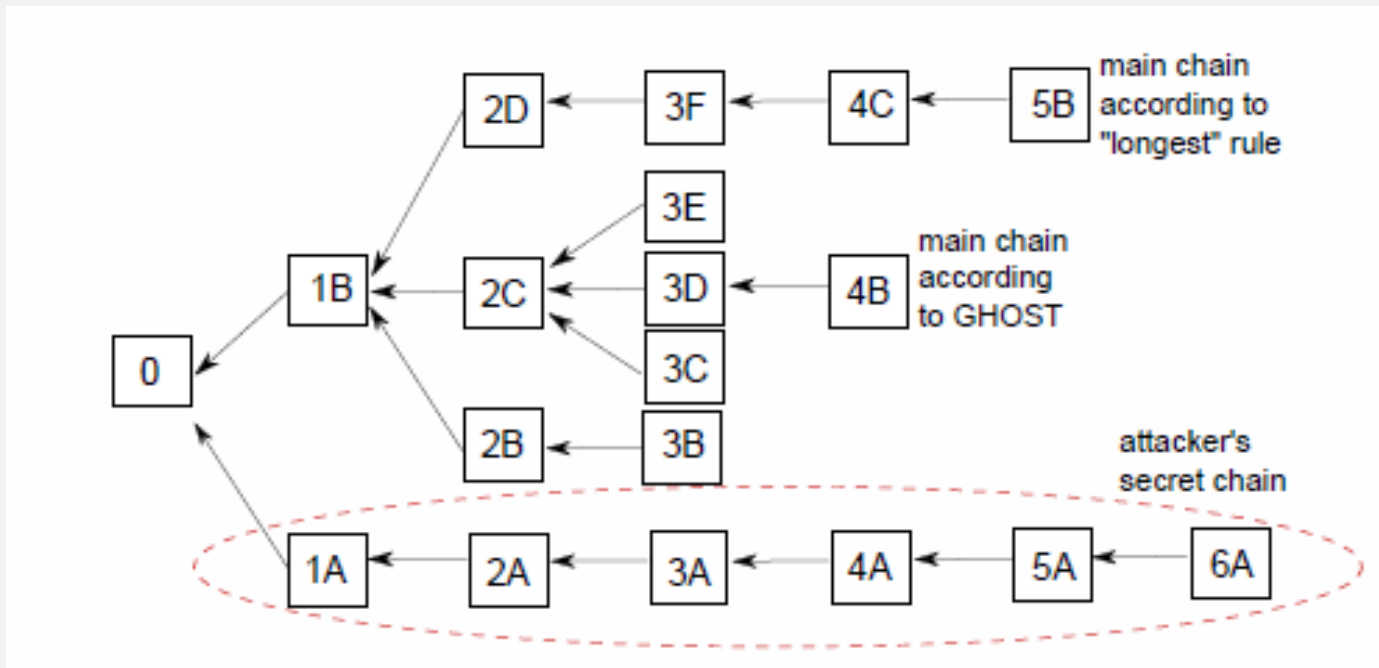 2D
3F
4C
5B
main chain
according to
"longest" rule
3E
1B
2C
3D
4B
main chain
according
to GHOST
0
3C
2B
3B
attacker's
secret chain
1A
2A
3A
4A
5A
6A